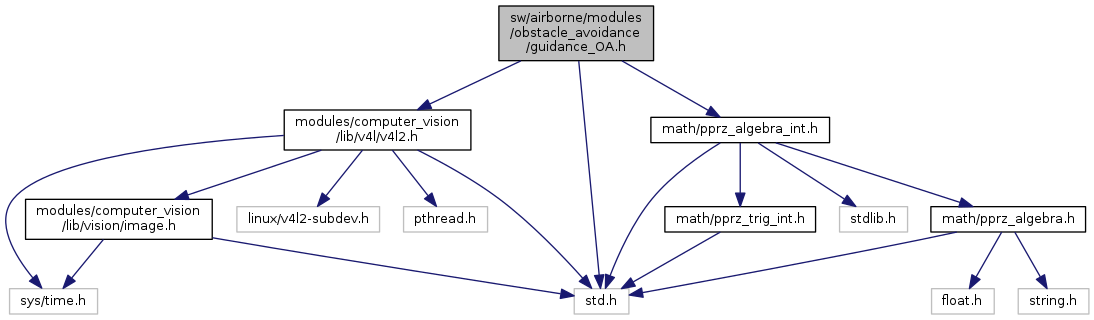 sw/airborne/modules
/obstacle_avoidance
/guidance_OA.h
modules/computer_vision
/lib/v4l/v4l2.h
math/pprz_algebra_int.h
modules/computer_vision
/lib/vision/image.h
linux/v4l2-subdev.h
pthread.h
math/pprz_trig_int.h
stdlib.h
math/pprz_algebra.h
sys/time.h
std.h
float.h
string.h